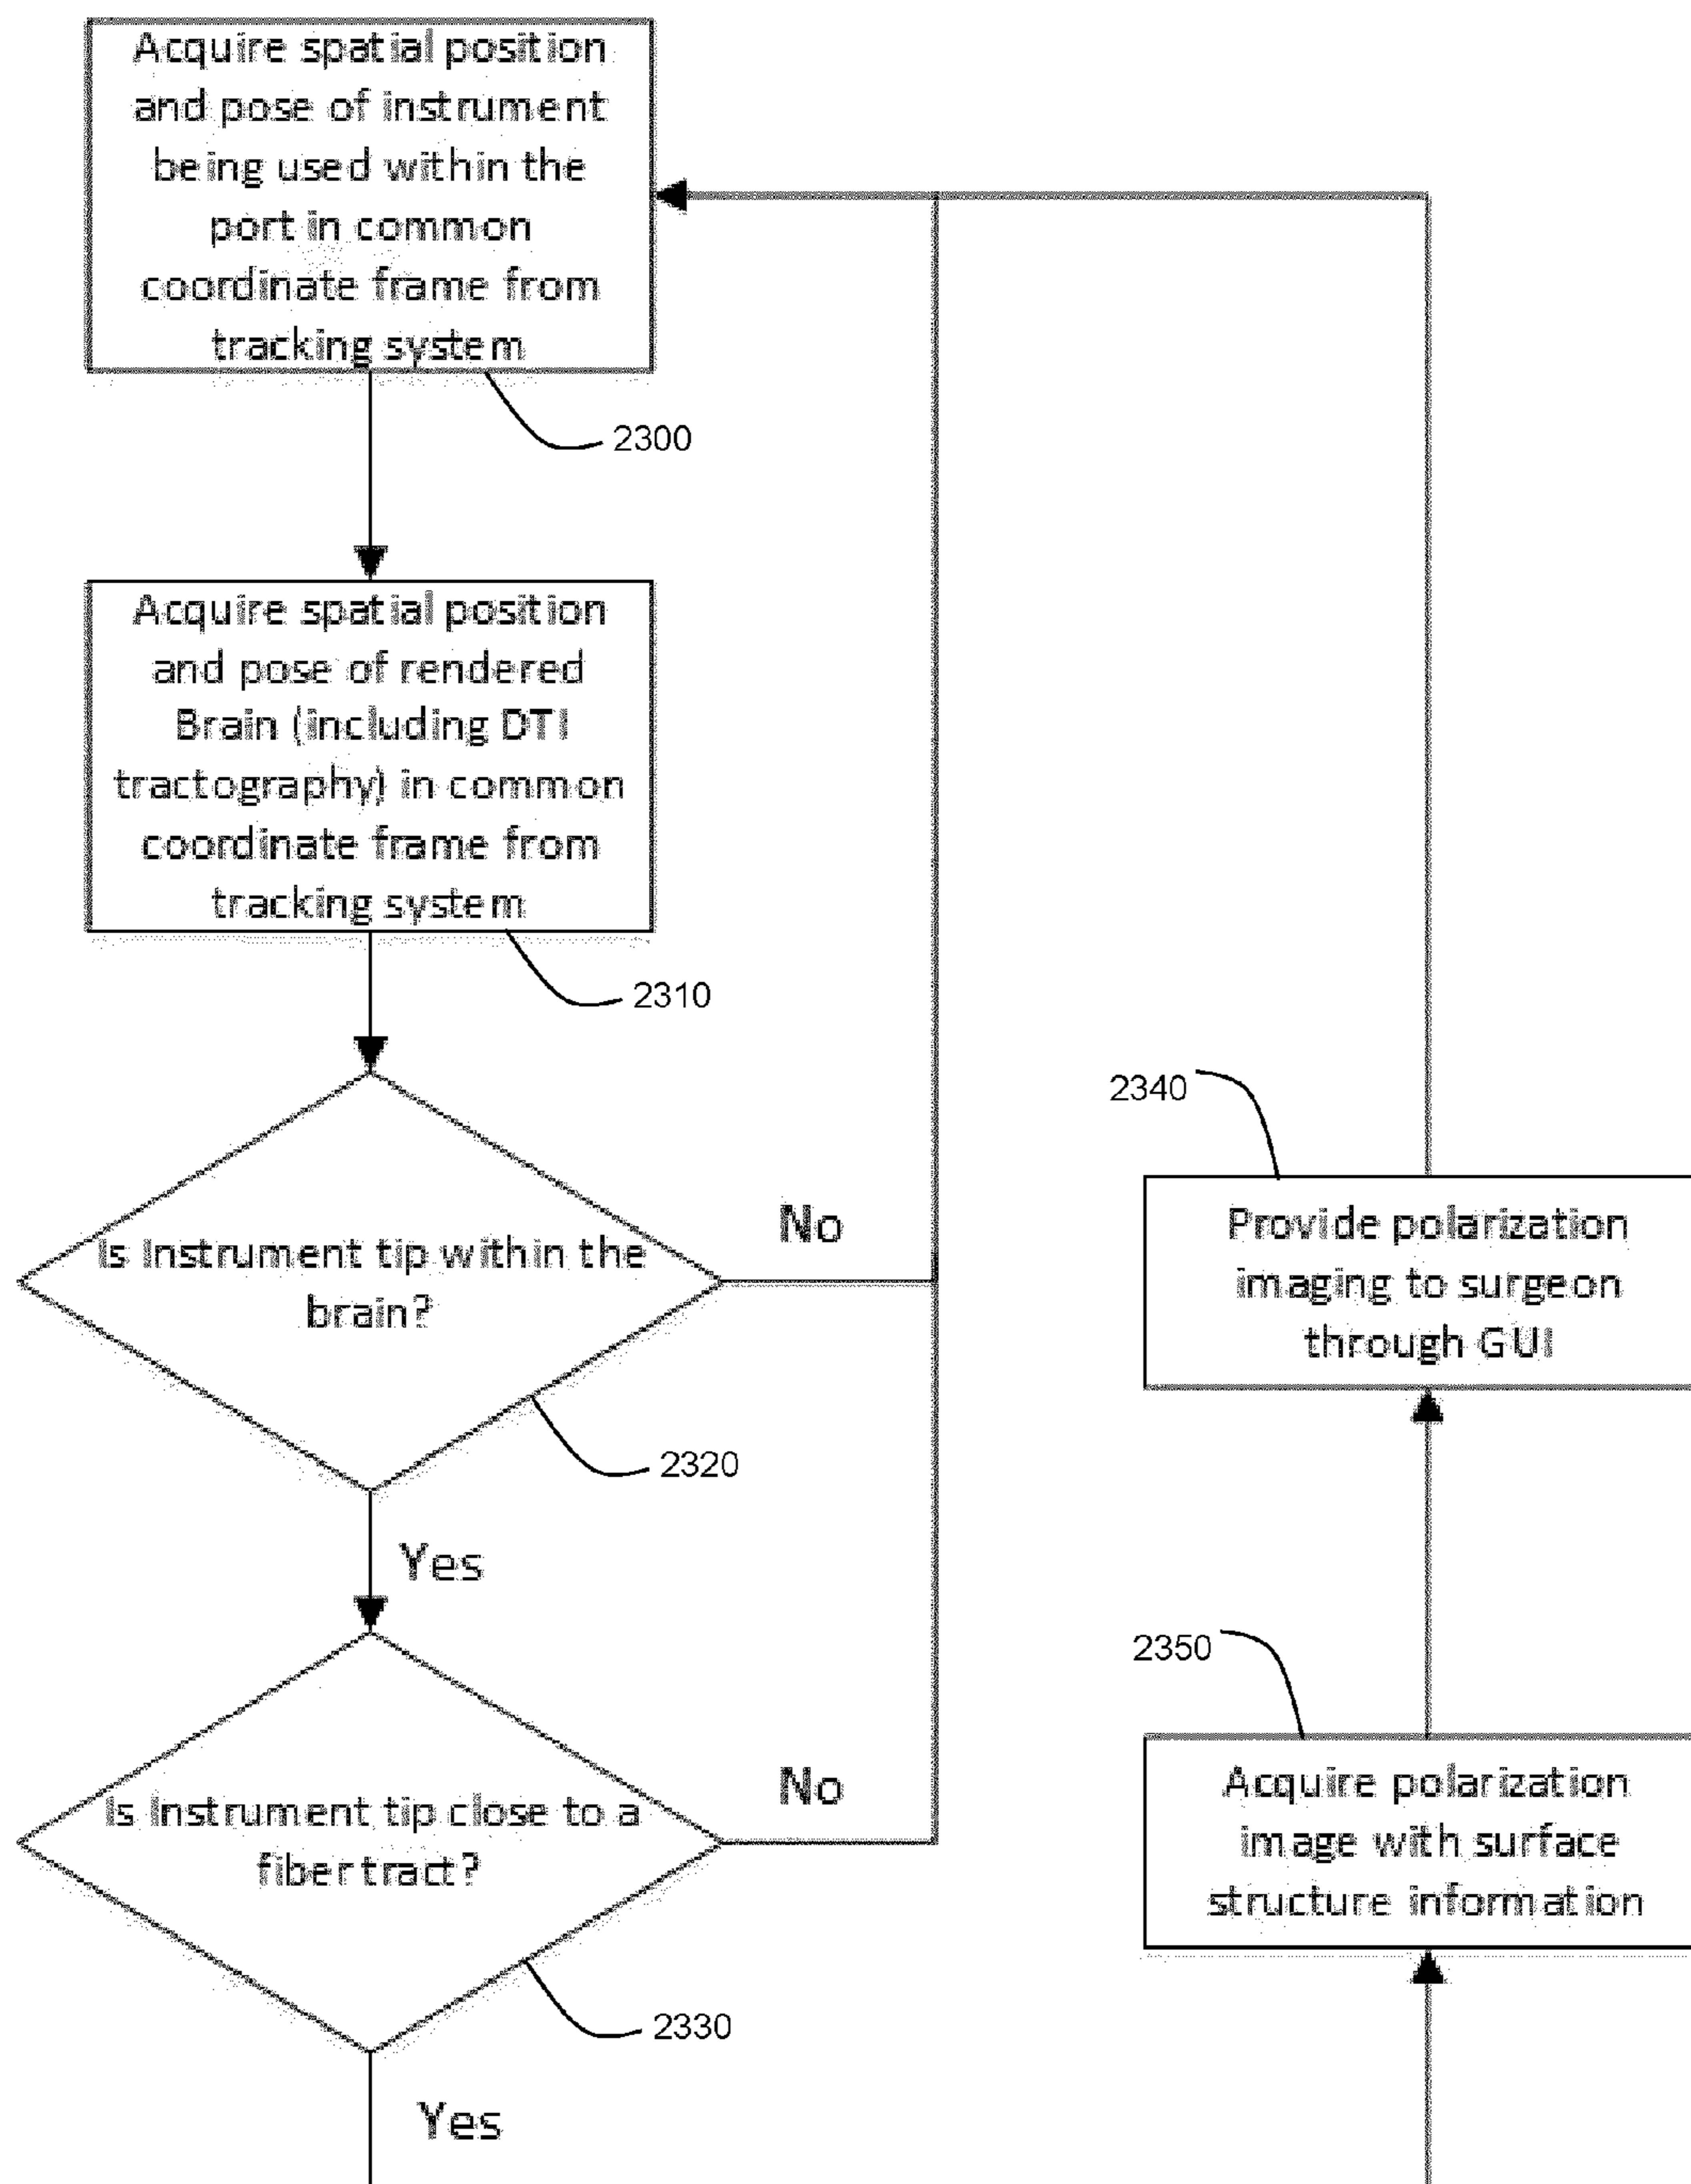 Acquire spatial position
and pose of instrument
being used within the
port in common
coordinate frame from
tracking system
2300
Acquire spatial position
and pose of rendered
Brain (including DTI
tractography) in common
coordinate frame from
tracking system
2310
Is Instrument tip within the
brain?
No
2320
Yes
Is Instrument tip close to a
fiber tract?
No
2330
Yes
2340
Provide polarization
imaging to surgeon
through GUI
2350
Acquire polarization
image with surface
structure information